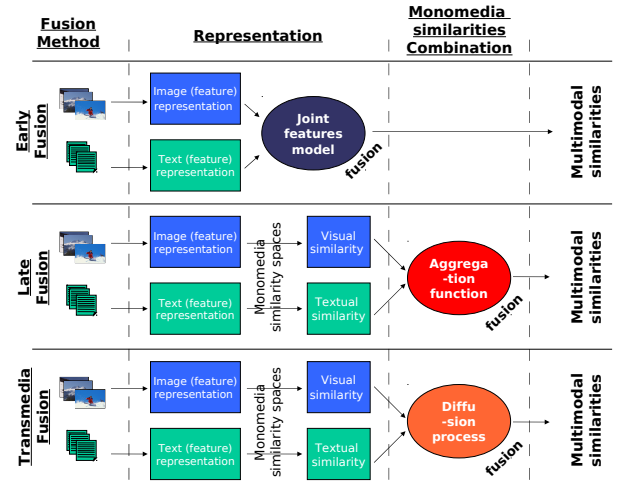 Fusion
Method
Representation
Monomedia
similarities
Combination
Early
Fusion
Image (feature)
representation
Text (feature)
representation
Joint
features
model
fusion
Multimodal
similarities
Late
Fusion
Image (feature)
representation
Text (feature)
representation
Monomedia
similarity spaces
Visual
similarity
Textual
similarity
Aggrega
-tion
function
fusion
Multimodal
similarities
Transmedia
Fusion
Image (feature)
representation
Text (feature)
representation
Monomedia
similarity spaces
Visual
similarity
Textual
similarity
Diffu
-sion
process
fusion
Multimodal
similarities